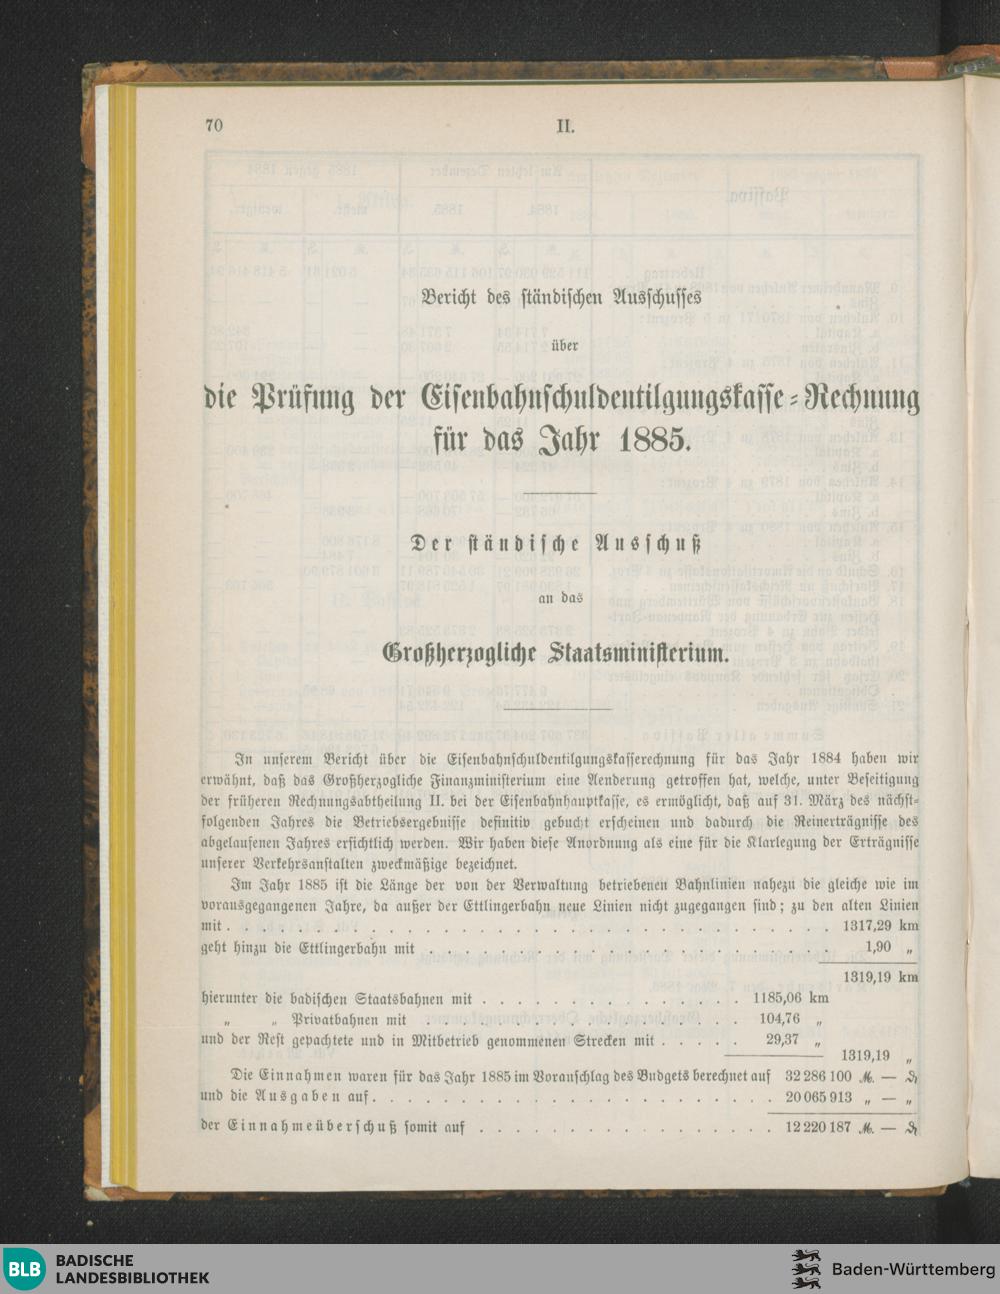 70
II.
Bericht des ständischen Ausschusses
über
die Prüfung der Eisenbahnschuldentilgungskasse-Rechnung
für das Jahr 1885.
Der ständische Ausschuß
an das
Großherzogliche Staatsministerium.
In unserem Bericht über die Eisenbahnschuldentilgungskasserechnung für das Jahr 1884 haben wir
erwähnt, daß das Großherzogliche Finanzministerium eine Aenderung getroffen hat, welche, unter Beseitigung
der früheren Rechnungsabtheilung II. bei der Eisenbahnhauptkasse, es ermöglicht, daß auf 31. März des nächst-
folgenden Jahres die Betriebsergebnisse definitiv gebucht erscheinen und dadurch die Reinerträgnisse des
abgelaufenen Jahres ersichtlich werden. Wir haben diese Anordnung als eine für die Klarlegung der Erträgnisse
unserer Verkehrsanstalten zweckmäßige bezeichnet.
Im Jahr 1885 ist die Länge der von der Verwaltung betriebenen Bahnlinien nahezu die gleiche wie im
vorausgegangenen Jahre, da außer der Ettlingerbahn neue Linien nicht zugegangen sind; zu den alten Linien
mit . . . . . . . . . . 1317,29 km
geht hinzu die Ettlingerbahn mit . . . . . . . . . . 1,90 „
1319,19 km
hierunter die badischen Staatsbahnen mit . . . . . . . . . . 1185,06 km
„ „ Privatbahnen mit . . . . . . . . . . 104,76 „
und der Rest gepachtete und in Mitbetrieb genommenen Strecken mit . . . . . 29,37 „
1319,19 „
Die Einnahmen waren für das Jahr 1885 im Voranschlag des Budgets berechnet auf 32 286 100 ℳ. — ₰
und die Ausgaben auf . . . . . . . . . . 20 065 913 „ — „
der Einnahmeüberschuß somit auf . . . . . . . . . . 12 220 187 ℳ. — ₰
BLB BADISCHE
LANDESBIBLIOTHEK
Baden-Württemberg